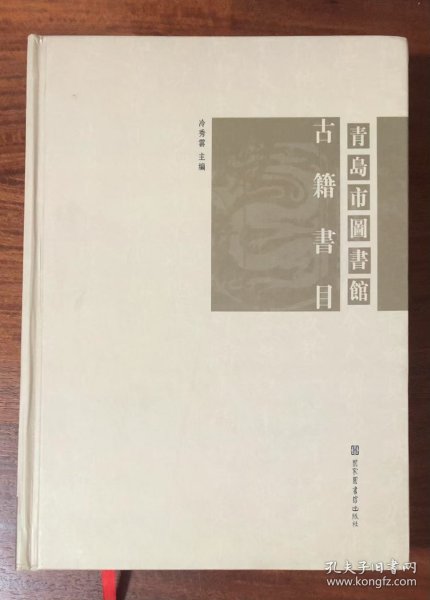 青島市圖書館
古籍書目
冷秀雲 主編
國家圖書館出版社
孔夫子旧书网
www.kongfz.com